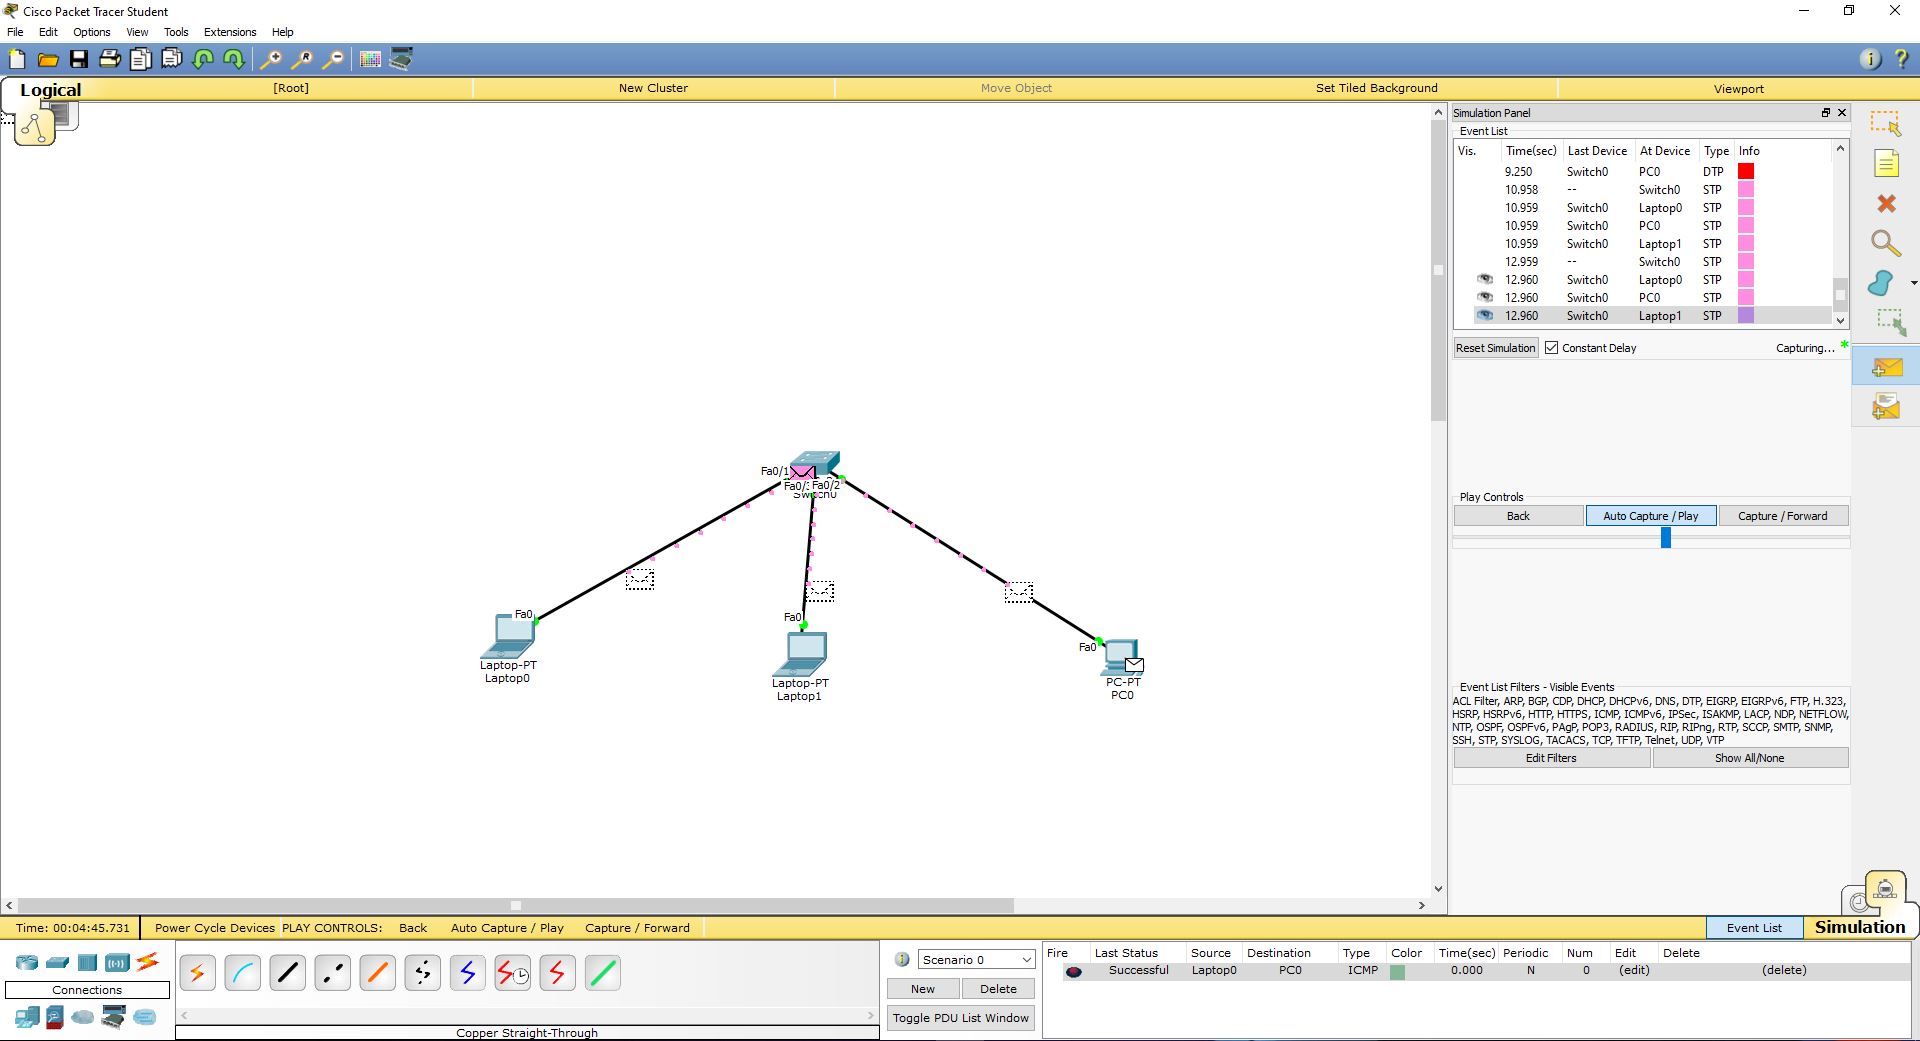 Cisco Packet Tracer Student
File Edit Options View Tools Extensions Help
Logical [Root] New Cluster Move Object Set Tiled Background Viewport
Simulation Panel
Event List
Vis. Time(sec) Last Device At Device Type Info
9.250 Switch0 PC0 DTP
10.958 -- Switch0 STP
10.959 Switch0 Laptop0 STP
10.959 Switch0 PC0 STP
10.959 Switch0 Laptop1 STP
12.959 -- Switch0 STP
12.960 Switch0 Laptop0 STP
12.960 Switch0 PC0 STP
12.960 Switch0 Laptop1 STP
Reset Simulation Constant Delay Capturing... *
Fa0/1
Fa0/2
Switch0
Fa0
Laptop-PT
Laptop0
Fa0
Laptop-PT
Laptop1
Fa0
PC-PT
PC0
Play Controls
Back Auto Capture / Play Capture / Forward
Event List Filters - Visible Events
ACL Filter, ARP, BGP, CDP, DHCP, DHCPv6, DNS, DTP, EIGRP, EIGRPv6, FTP, H.323,
HSRP, HSRPv6, HTTP, HTTPS, ICMP, ICMPv6, IPSec, ISAKMP, LACP, NDP, NETFLOW,
NTP, OSPF, OSPFv6, PAgP, POP3, RADIUS, RIP, RIPng, RTP, SCCP, SMTP, SNMP,
SSH, STP, SYSLOG, TACACS, TCP, TFTP, Telnet, UDP, VTP
Edit Filters Show All/None
Time: 00:04:45.731 Power Cycle Devices PLAY CONTROLS: Back Auto Capture / Play Capture / Forward Event List Simulation
Connections
Copper Straight-Through
Scenario 0
New Delete
Toggle PDU List Window
Fire Last Status Source Destination Type Color Time(sec) Periodic Num Edit Delete
Successful Laptop0 PC0 ICMP 0.000 N 0 (edit) (delete)